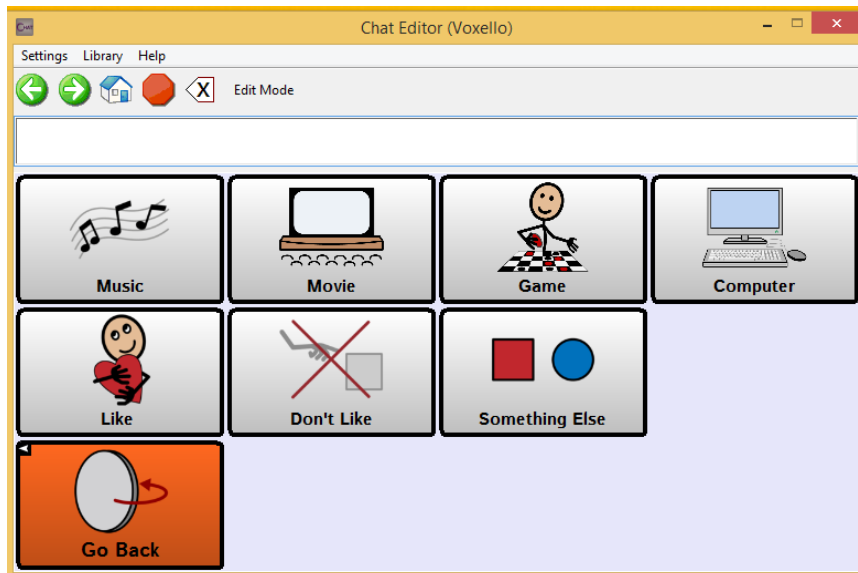 Chat Editor (Voxello)
Settings Library Help
X Edit Mode
Music Movie Game Computer
Like Don't Like Something Else
Go Back